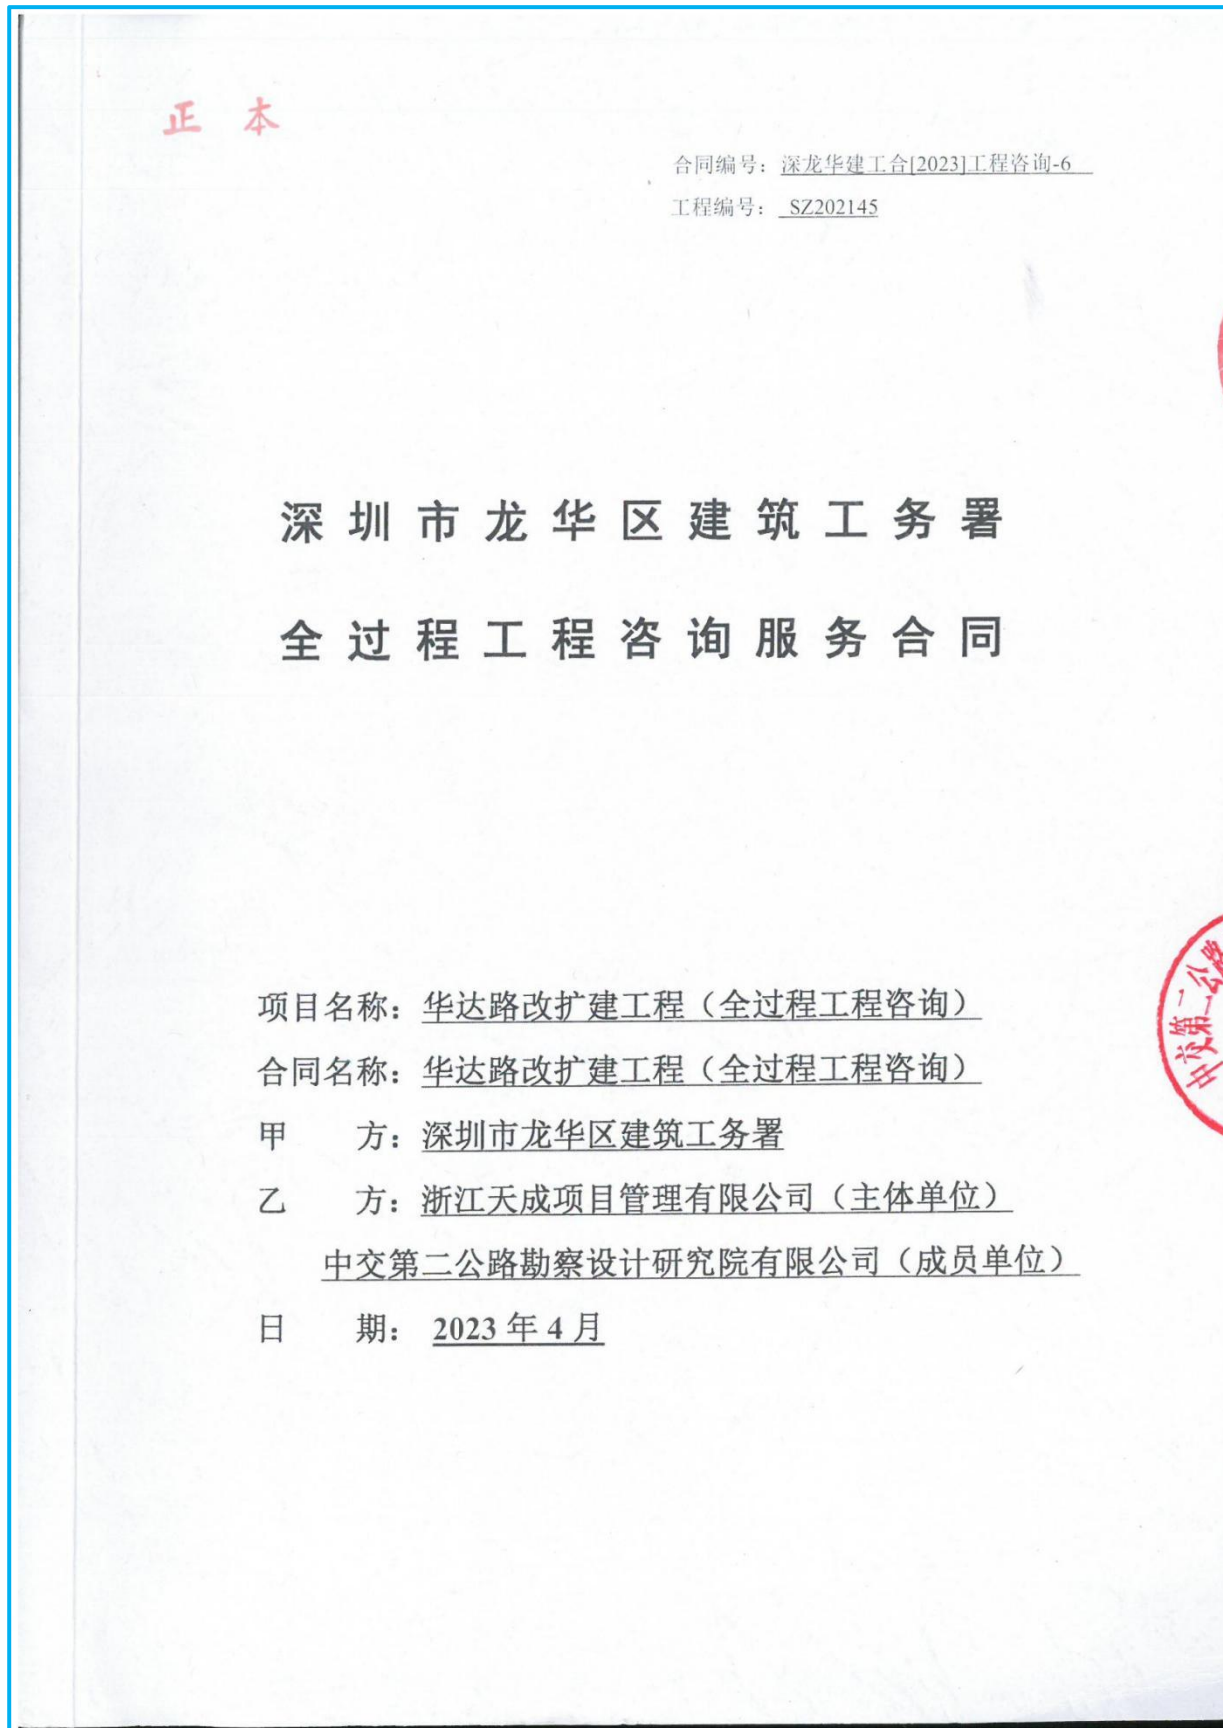 正 本
合同编号：深龙华建工合[2023]工程咨询-6
工程编号：SZ202145
深圳市龙华区建筑工务署
全过程工程咨询服务合同
项目名称：华达路改扩建工程（全过程工程咨询）
合同名称：华达路改扩建工程（全过程工程咨询）
甲 方：深圳市龙华区建筑工务署
乙 方：浙江天成项目管理有限公司（主体单位）
中交第二公路勘察设计研究院有限公司（成员单位）
日 期： 2023 年 4 月
中交第二公路